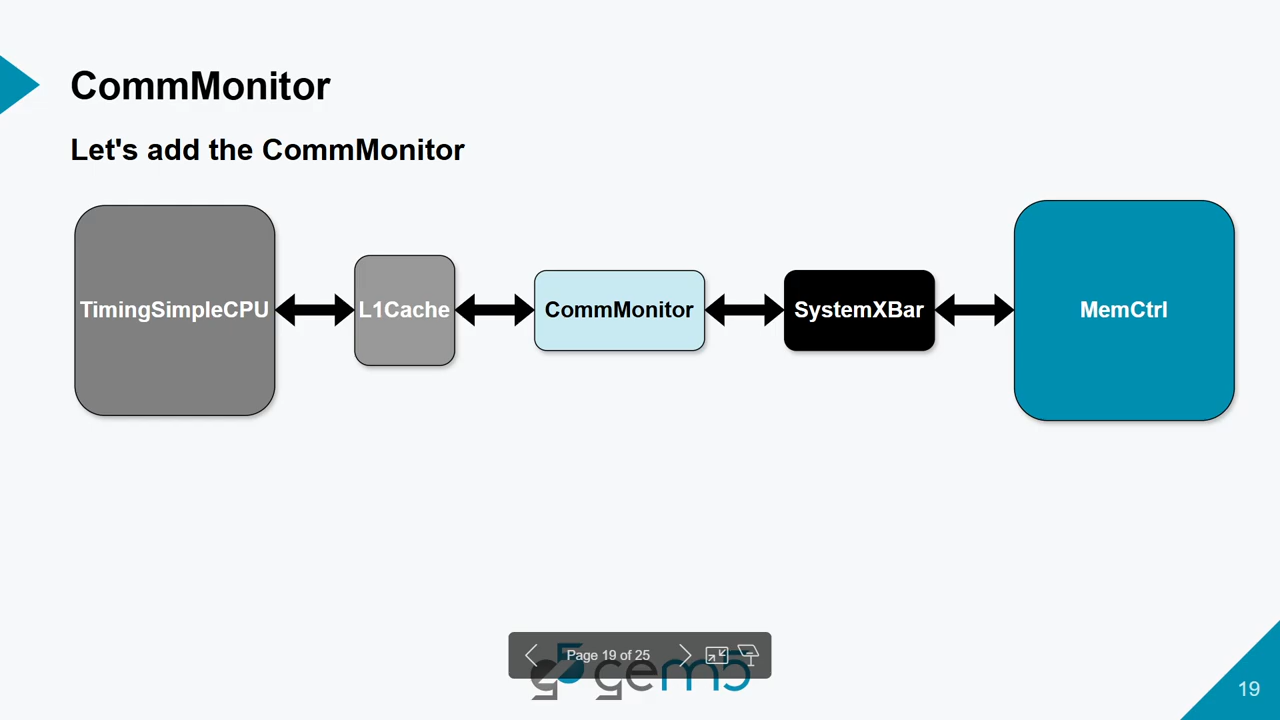 CommMonitor
Let's add the CommMonitor
TimingSimpleCPU
L1Cache
CommMonitor
SystemXBar
MemCtrl
Page 19 of 25
gem5
19